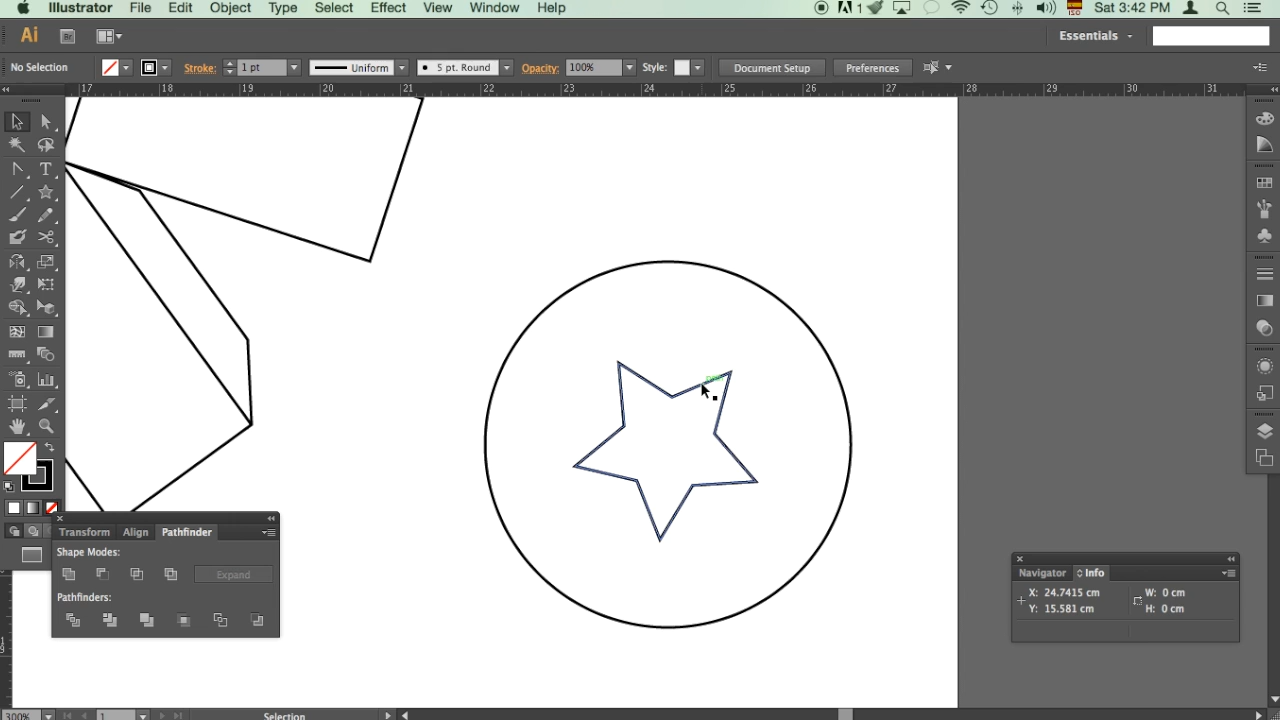 Illustrator File Edit Object Type Select Effect View Window Help 1 ISO Sat 3:42 PM
Ai Br Essentials
No Selection Stroke: 1 pt Uniform 5 pt. Round Opacity: 100% Style: Document Setup Preferences
17 18 19 20 21 22 23 24 25 26 27 28 29 30 31
T
Transform Align Pathfinder
Shape Modes:
Expand
Pathfinders:
Navigator Info
X: 24.7415 cm W: 0 cm
Y: 15.581 cm H: 0 cm
300% 1 Selection